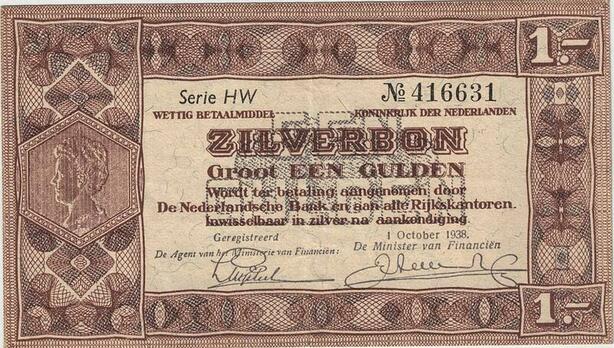 1.-
Serie HW № 416631
WETTIG BETAALMIDDEL KONINKRIJK DER NEDERLANDEN
ZILVERBON
Groot EEN GULDEN
Wordt ter betaling aangenomen door
De Nederlandsche Bank en aan alle Rijkskantoren.
Inwisselbaar in zilver na aankondiging.
Geregistreerd 1 October 1938.
De Agent van het Ministerie van Financiën: De Minister van Financiën
1.-